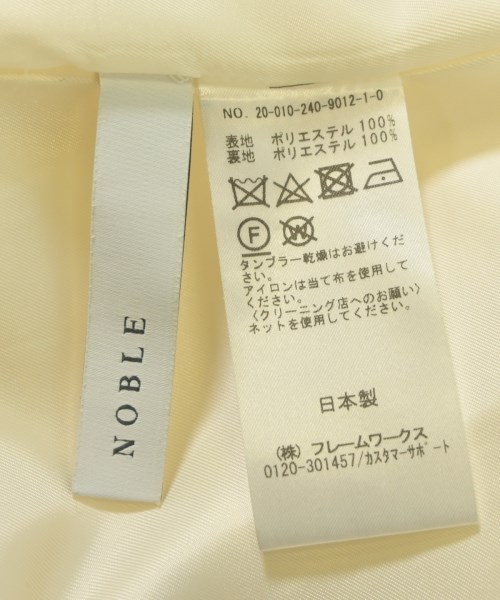 NOBLE
NO. 20-010-240-9012-1-0
表地 ポリエステル 100%
裏地 ポリエステル 100%
F W
タンブラー乾燥はお避けくだ
さい。
アイロンは当て布を使用して
ください。
〈クリーニング店へのお願い〉
ネットを使用してください。
日本製
(株) フレームワークス
0120-301457/カスタマーサポート